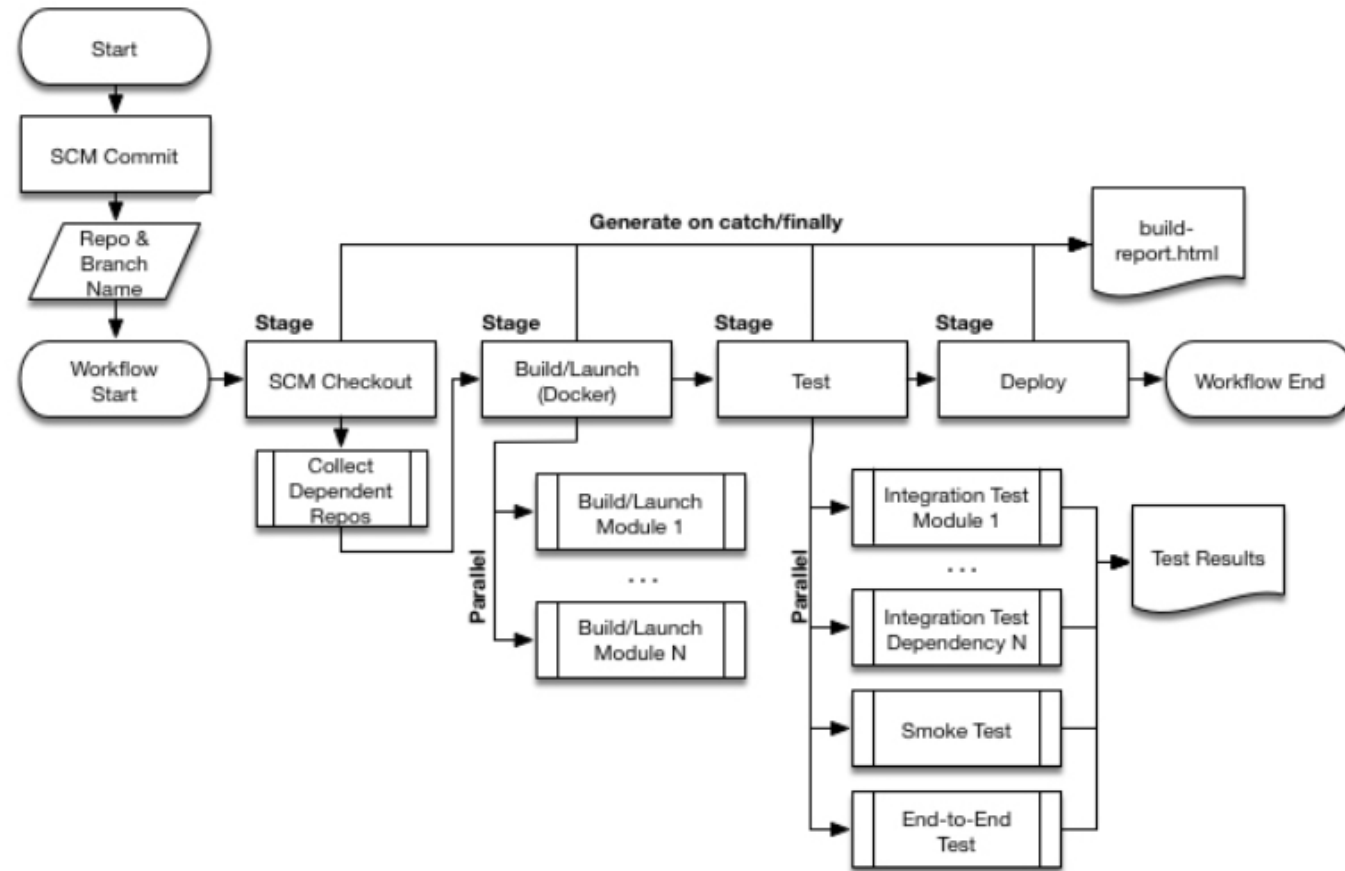 Start
SCM Commit
Repo &
Branch
Name
Workflow
Start
Generate on catch/finally
build-
report.html
Stage
SCM Checkout
Collect
Dependent
Repos
Stage
Build/Launch
(Docker)
Parallel
Build/Launch
Module 1
...
Build/Launch
Module N
Stage
Test
Parallel
Integration Test
Module 1
...
Integration Test
Dependency N
Smoke Test
End-to-End
Test
Test Results
Stage
Deploy
Workflow End